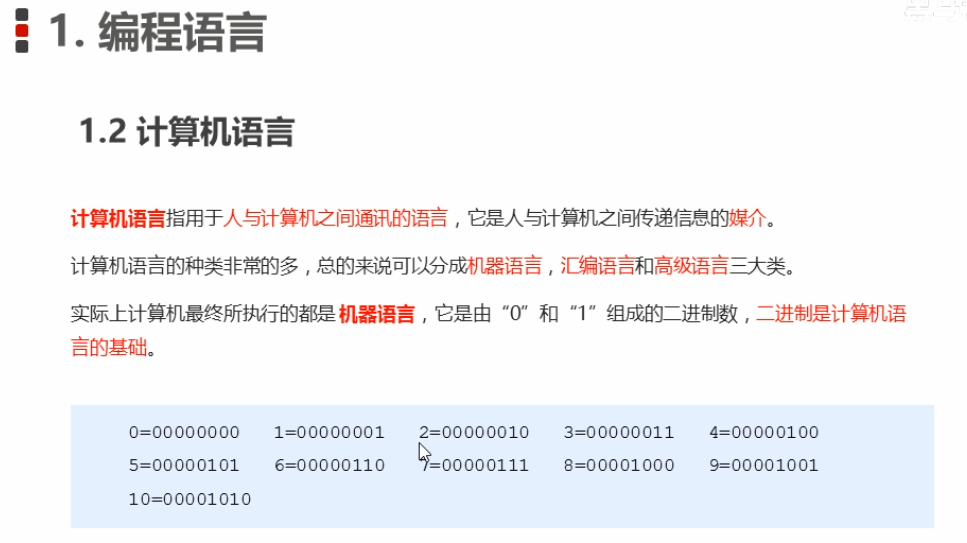 1. 编程语言
1.2 计算机语言
计算机语言指用于人与计算机之间通讯的语言，它是人与计算机之间传递信息的媒介。
计算机语言的种类非常的多，总的来说可以分成机器语言，汇编语言和高级语言三大类。
实际上计算机最终所执行的都是机器语言，它是由“0”和“1”组成的二进制数，二进制是计算机语
言的基础。
0=00000000 1=00000001 2=00000010 3=00000011 4=00000100
5=00000101 6=00000110 7=00000111 8=00001000 9=00001001
10=00001010